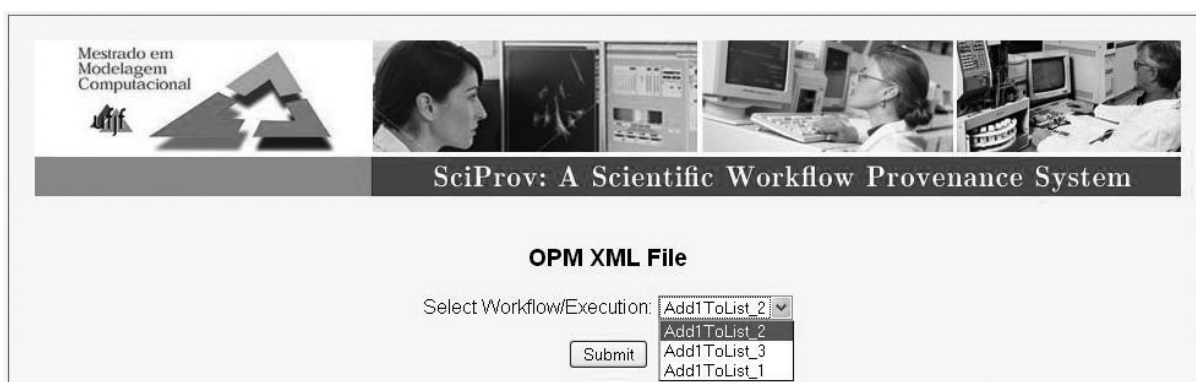 Mestrado em
Modelagem
Computacional
ufjf
SciProv: A Scientific Workflow Provenance System
OPM XML File
Select Workflow/Execution: Add1ToList_2
Add1ToList_2
Submit Add1ToList_3
Add1ToList_1